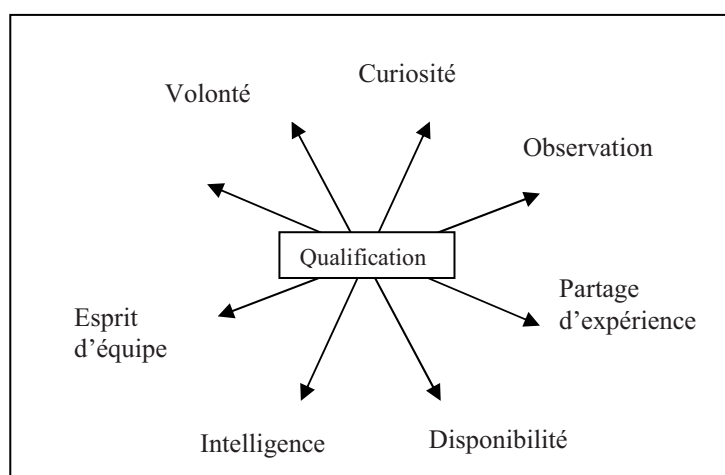 Curiosité
Volonté
Observation
Qualification
Partage
d’expérience
Esprit
d’équipe
Intelligence
Disponibilité